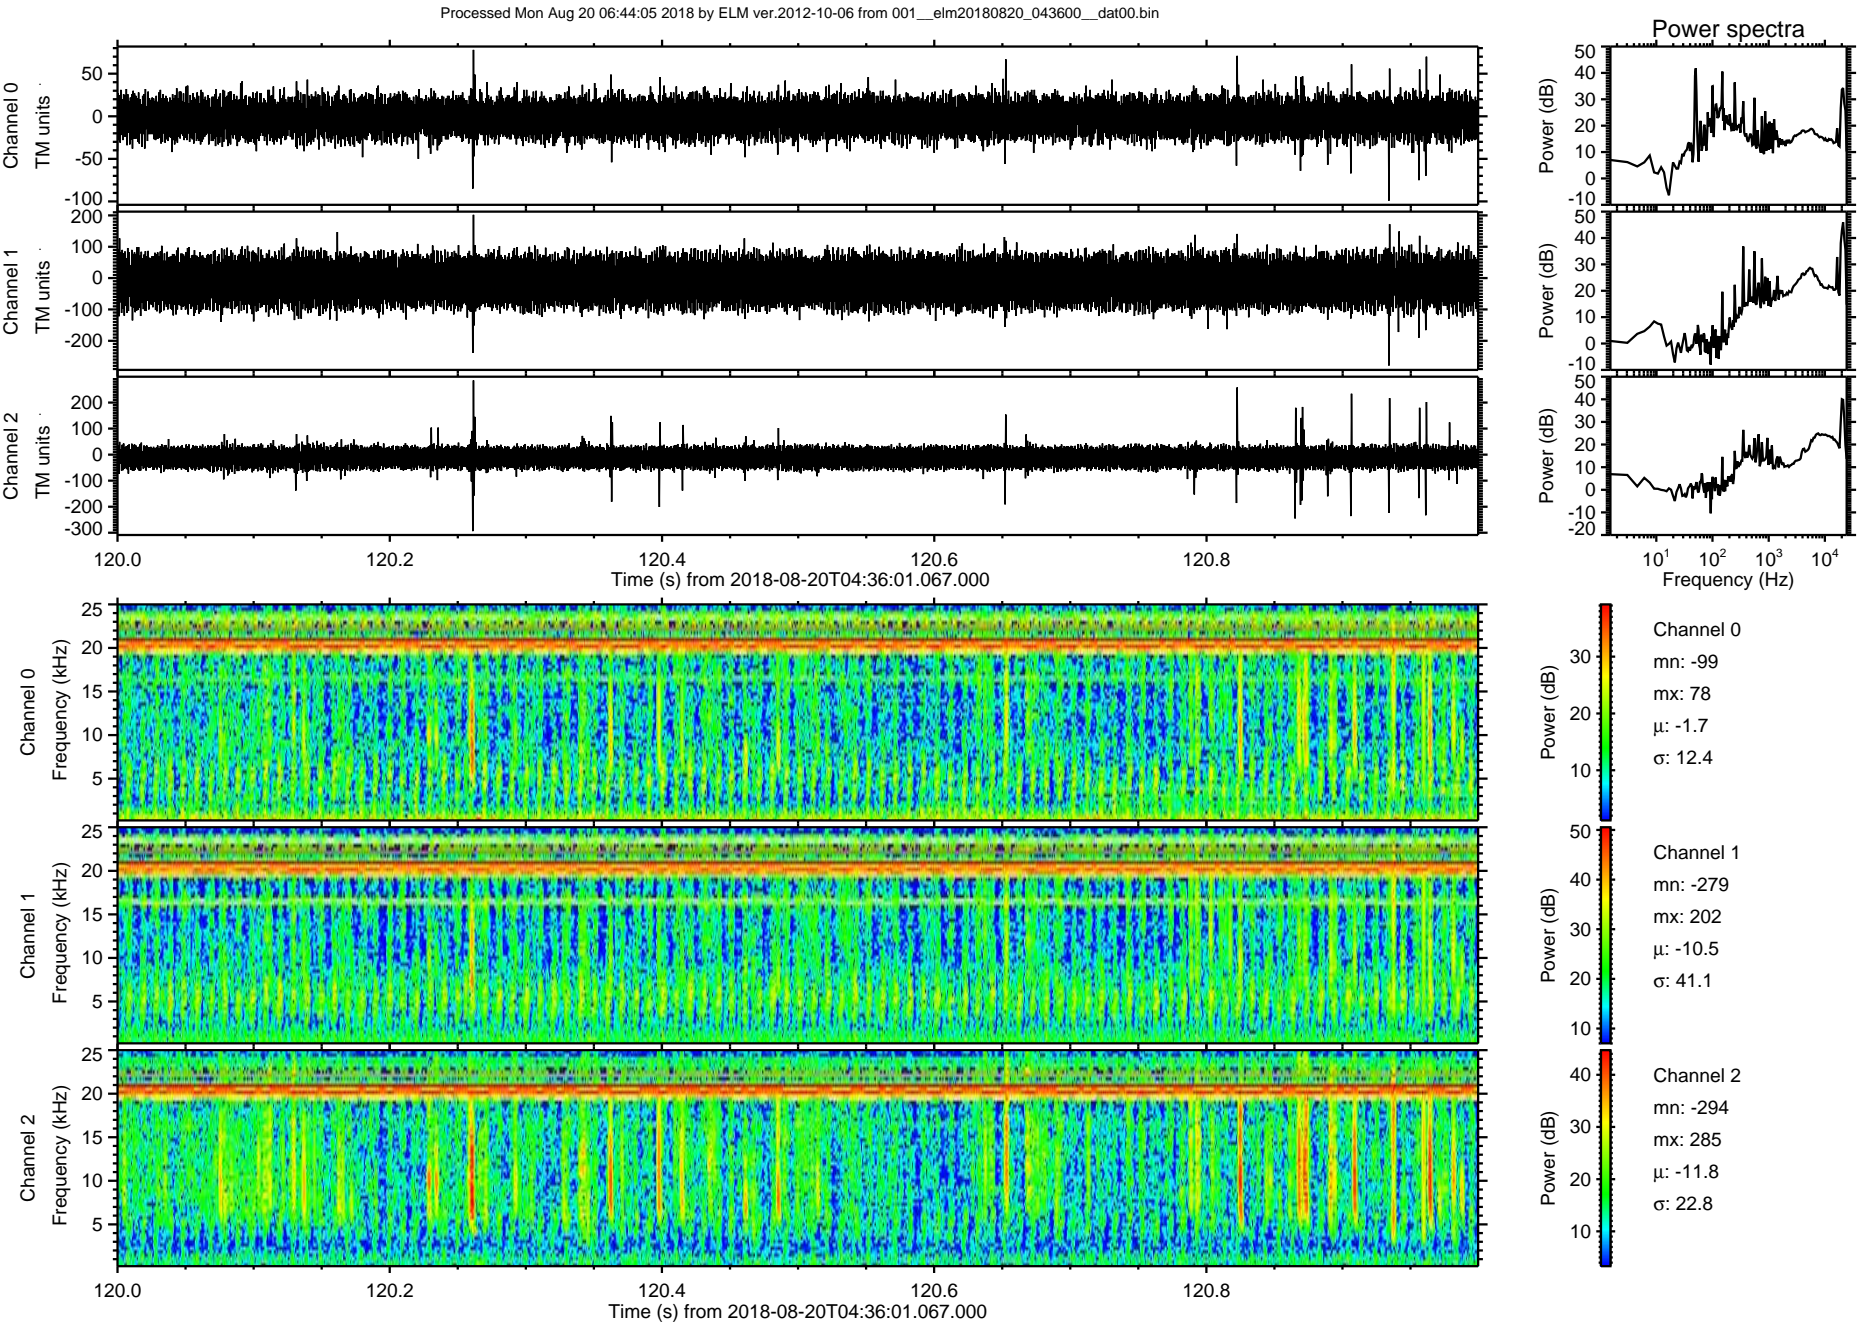 Processed Mon Aug 20 06:44:05 2018 by ELM ver.2012-10-06 from 001__elm20180820_043600__dat00.bin
Power spectra
Channel 0
TM units
50
0
-50
-100
Power (dB)
50
40
30
20
10
0
-10
Channel 1
TM units
200
100
0
-100
-200
Power (dB)
50
40
30
20
10
0
-10
Channel 2
TM units
200
100
0
-100
-200
-300
Power (dB)
50
40
30
20
10
0
-10
-20
120.0 120.2 120.4 120.6 120.8
Time (s) from 2018-08-20T04:36:01.067.000
10¹ 10² 10³ 10⁴
Frequency (Hz)
Channel 0
Frequency (kHz)
25
20
15
10
5
Power (dB)
30
20
10
Channel 0
mn: -99
mx: 78
μ: -1.7
σ: 12.4
Channel 1
Frequency (kHz)
25
20
15
10
5
Power (dB)
50
40
30
20
10
Channel 1
mn: -279
mx: 202
μ: -10.5
σ: 41.1
Channel 2
Frequency (kHz)
25
20
15
10
5
Power (dB)
40
30
20
10
Channel 2
mn: -294
mx: 285
μ: -11.8
σ: 22.8
120.0 120.2 120.4 120.6 120.8
Time (s) from 2018-08-20T04:36:01.067.000